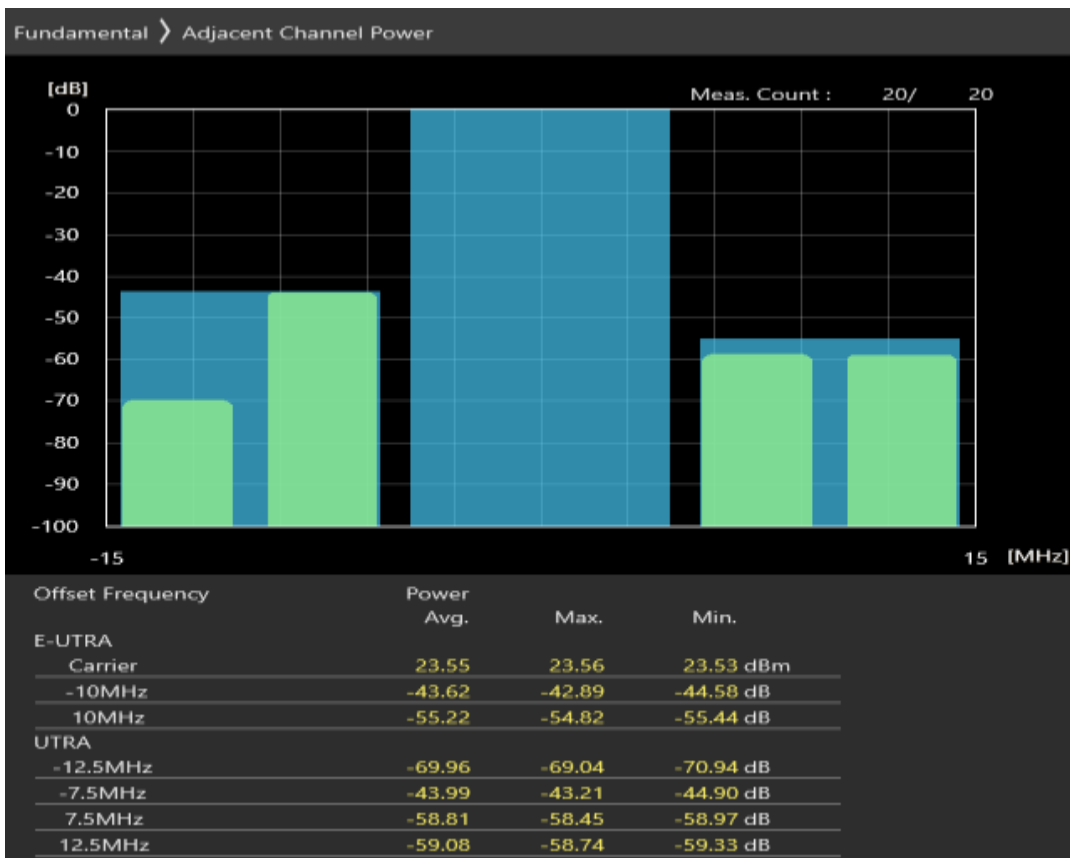 Fundamental 〉 Adjacent Channel Power
[dB]
Meas. Count : 20/ 20
0
-10
-20
-30
-40
-50
-60
-70
-80
-90
-100
-15 15 [MHz]
Offset Frequency Power
Avg. Max. Min.
E-UTRA
Carrier 23.55 23.56 23.53 dBm
-10MHz -43.62 -42.89 -44.58 dB
10MHz -55.22 -54.82 -55.44 dB
UTRA
-12.5MHz -69.96 -69.04 -70.94 dB
-7.5MHz -43.99 -43.21 -44.90 dB
7.5MHz -58.81 -58.45 -58.97 dB
12.5MHz -59.08 -58.74 -59.33 dB